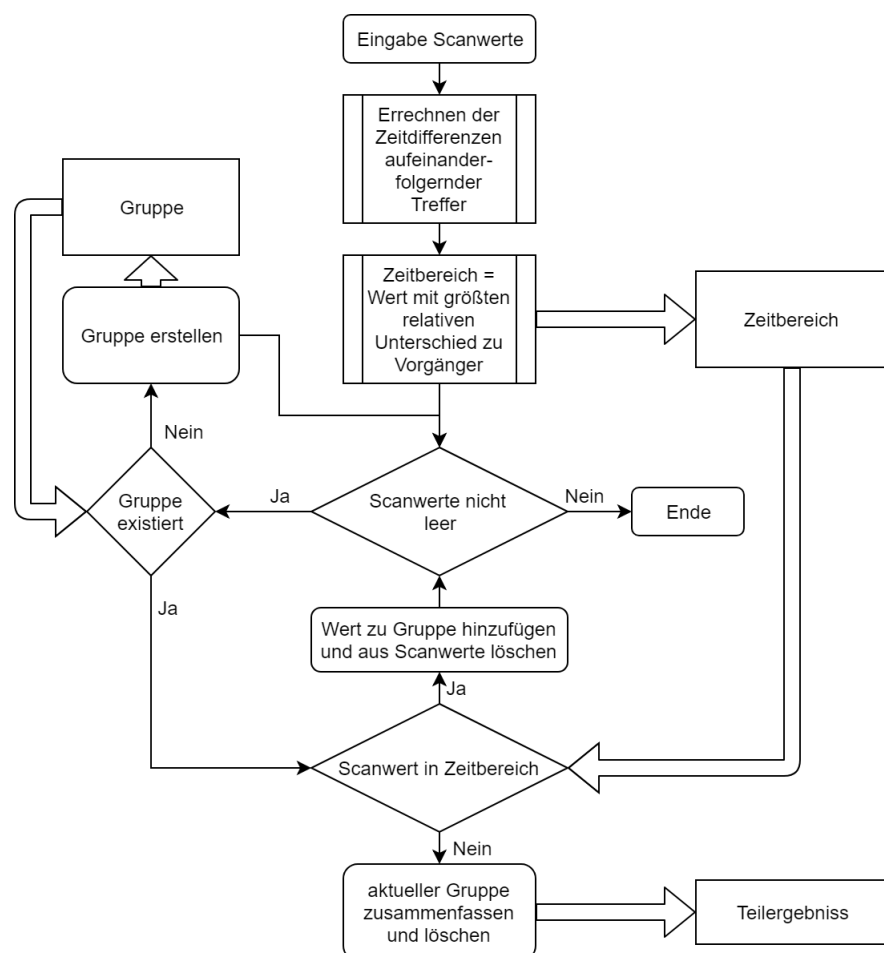 Eingabe Scanwerte
Errechnen der
Zeitdifferenzen
aufeinander-
folgernder
Treffer
Gruppe
Zeitbereich =
Wert mit größten
relativen
Unterschied zu
Vorgänger
Zeitbereich
Gruppe erstellen
Nein
Gruppe
existiert
Ja
Scanwerte nicht
leer
Nein
Ende
Ja
Wert zu Gruppe hinzufügen
und aus Scanwerte löschen
Ja
Scanwert in Zeitbereich
Nein
aktueller Gruppe
zusammenfassen
und löschen
Teilergebniss